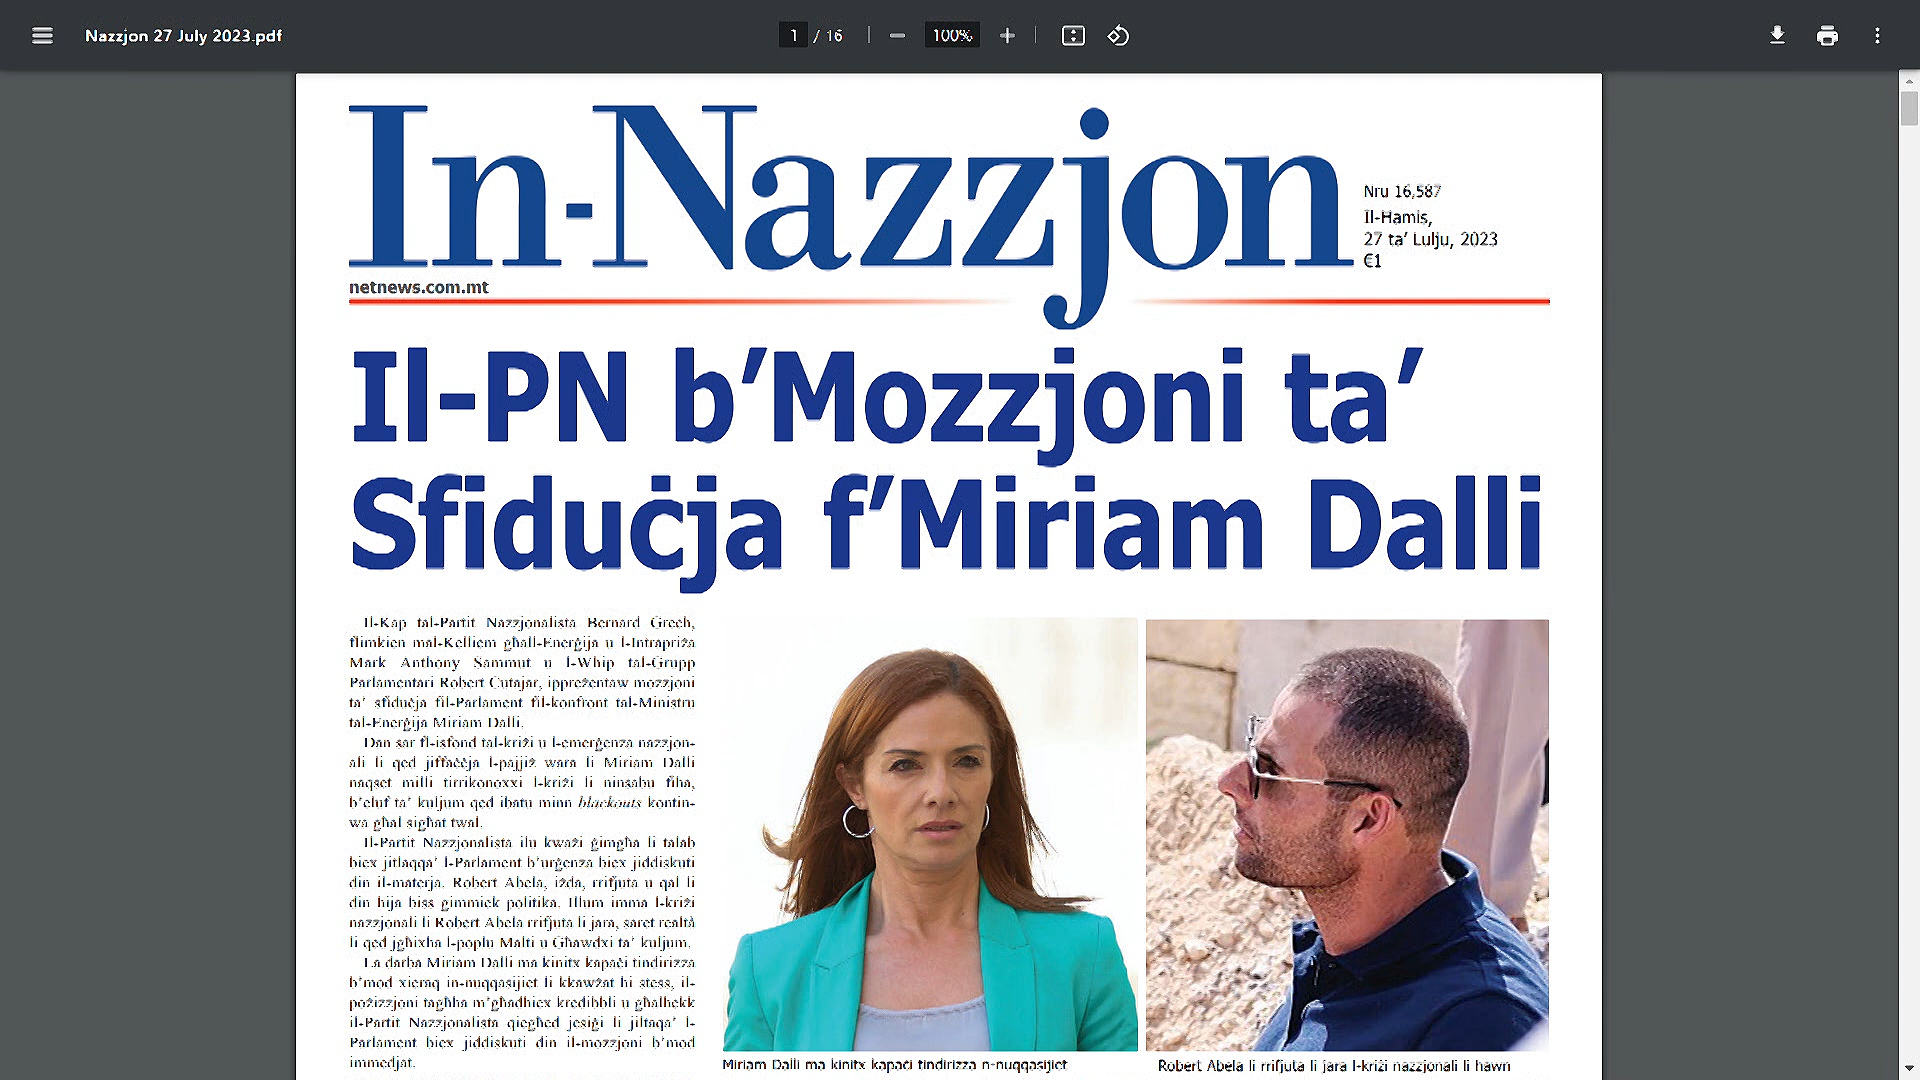 Nazzjon 27 July 2023.pdf
1 / 16
100%
In-Nazzjon
Nru 16,587
Il-Ħamis,
27 ta’ Lulju, 2023
€1
netnews.com.mt
Il-PN b’Mozzjoni ta’
Sfiduċja f’Miriam Dalli
Il-Kap tal-Partit Nazzjonalista Bernard Grech,
flimkien mal-Kelliem għall-Enerġija u l-Intrapriża
Mark Anthony Sammut u l-Whip tal-Grupp
Parlamentari Robert Cutajar, ippreżentaw mozzjoni
ta’ sfiduċja fil-Parlament fil-konfront tal-Ministru
tal-Enerġija Miriam Dalli.
Dan sar fl-isfond tal-kriżi u l-emerġenza nazzjon-
ali li qed jiffaċċja l-pajjiż wara li Miriam Dalli
naqset milli tirrikonoxxi l-kriżi li ninsabu fiha,
b’eluf ta’ kuljum qed ibatu minn blackouts kontin-
wa għal sigħat twal.
Il-Partit Nazzjonalista ilu kważi ġimgħa li talab
biex jitlaqqa’ l-Parlament b’urġenza biex jiddiskuti
din il-materja. Robert Abela, iżda, rrifjuta u qal li
din hija biss gimmick politika. Illum imma l-kriżi
nazzjonali li Robert Abela rrifjuta li jara, saret realtà
li qed jgħixha l-poplu Malti u Għawdxi ta’ kuljum.
La darba Miriam Dalli ma kinitx kapaċi tindirizza
b’mod xieraq in-nuqqasijiet li kkawżat hi stess, il-
pożizzjoni tagħha m’għadhiex kredibbli u għalhekk
il-Partit Nazzjonalista qiegħed jesiġi li jiltaqa’ l-
Parlament biex jiddiskuti din il-mozzjoni b’mod
immedjat.
Miriam Dalli ma kinitx kapaċi tindirizza n-nuqqasijiet
Robert Abela li rrifjuta li jara l-kriżi nazzjonali li hawn